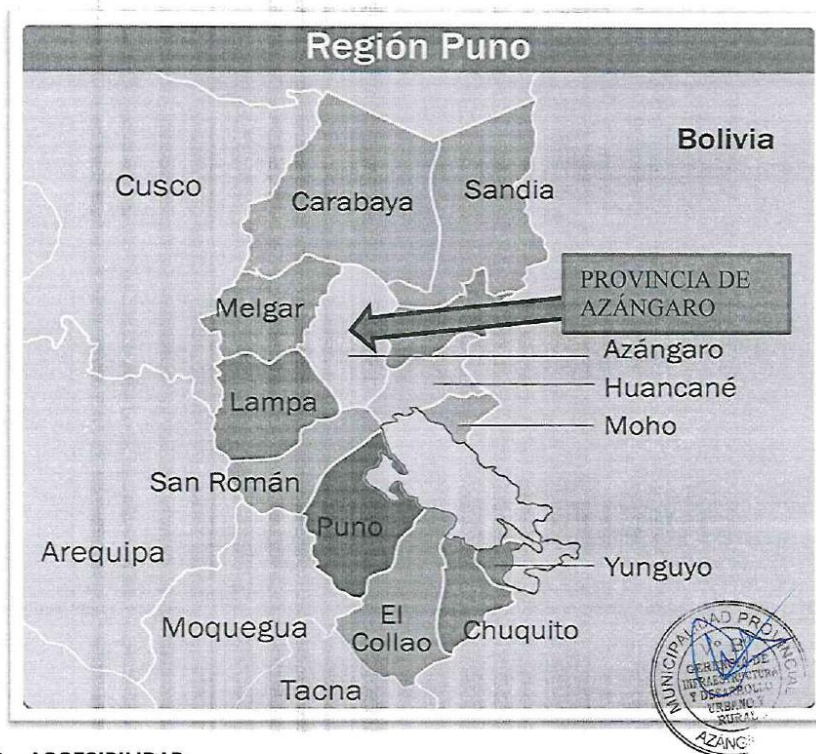 Región Puno
Bolivia
Cusco
Carabaya
Sandia
PROVINCIA DE
AZÁNGARO
Melgar
Azángaro
Huancané
Lampa
Moho
San Román
Puno
Arequipa
Yunguyo
Moquegua
El
Collao
Chuquito
Tacna
MUNICIPALIDAD PROVINCIAL
V° B°
GERENCIA DE
INFRAESTRUCTURA
Y DESARROLLO
URBANO Y
RURAL
ACCESIBILIDAD